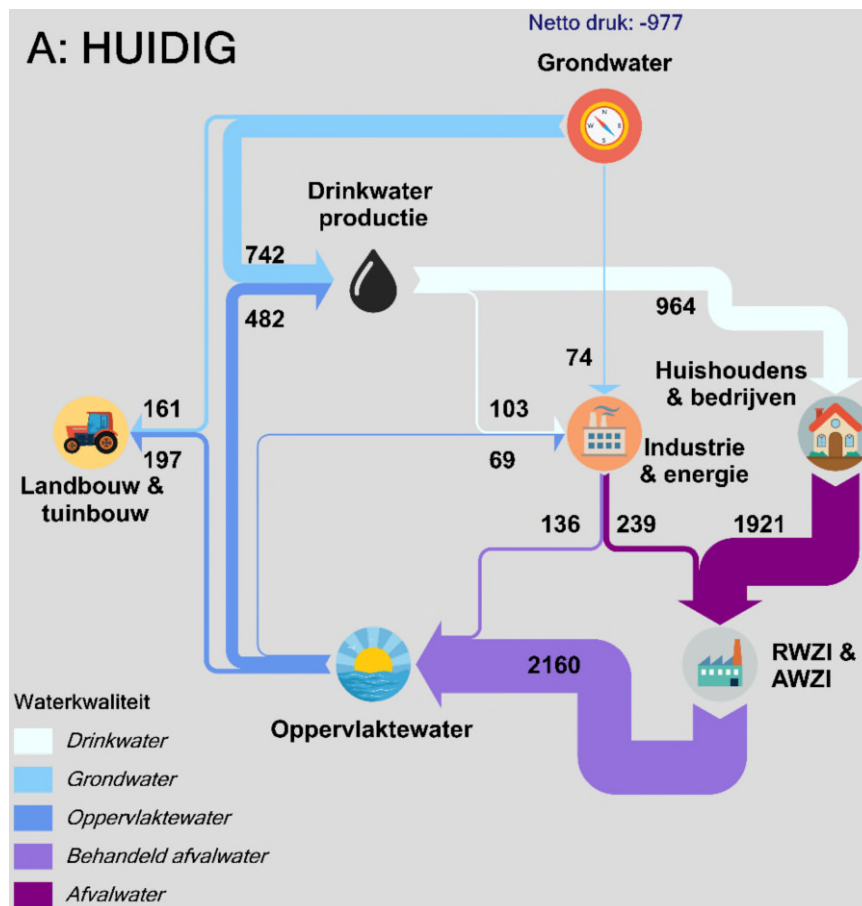 Netto druk: -977
A: HUIDIG
Grondwater
N
W
E
S
Drinkwater
productie
742
482
964
74
Huishoudens
& bedrijven
161
103
197
69
Industrie
& energie
Landbouw &
tuinbouw
136
239
1921
2160
RWZI &
AWZI
Oppervlaktewater
Waterkwaliteit
Drinkwater
Grondwater
Oppervlaktewater
Behandeld afvalwater
Afvalwater